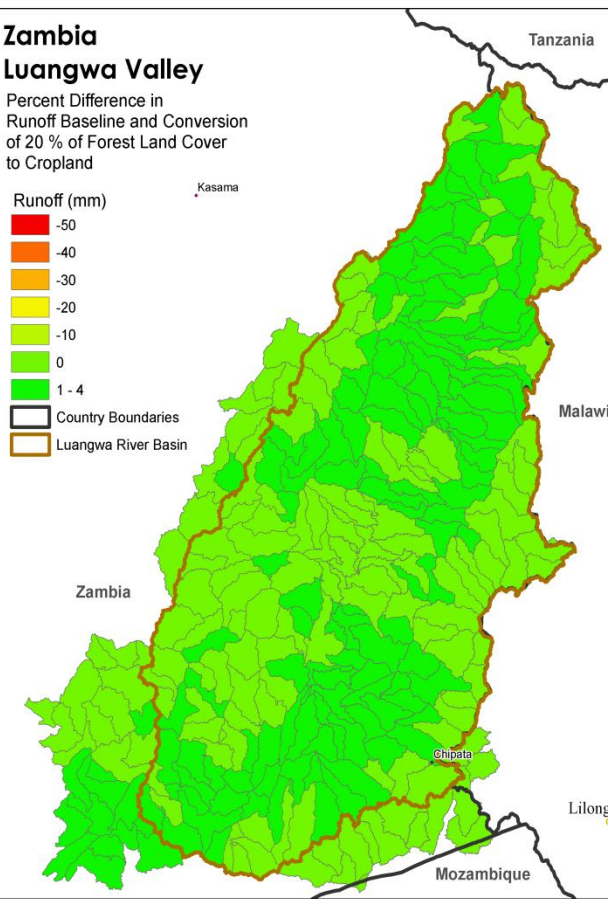 Zambia
Luangwa Valley
Percent Difference in
Runoff Baseline and Conversion
of 20 % of Forest Land Cover
to Cropland
Runoff (mm)
-50
-40
-30
-20
-10
0
1 - 4
Country Boundaries
Luangwa River Basin
Tanzania
Kasama
Malawi
Zambia
Chipata
Lilong
Mozambique